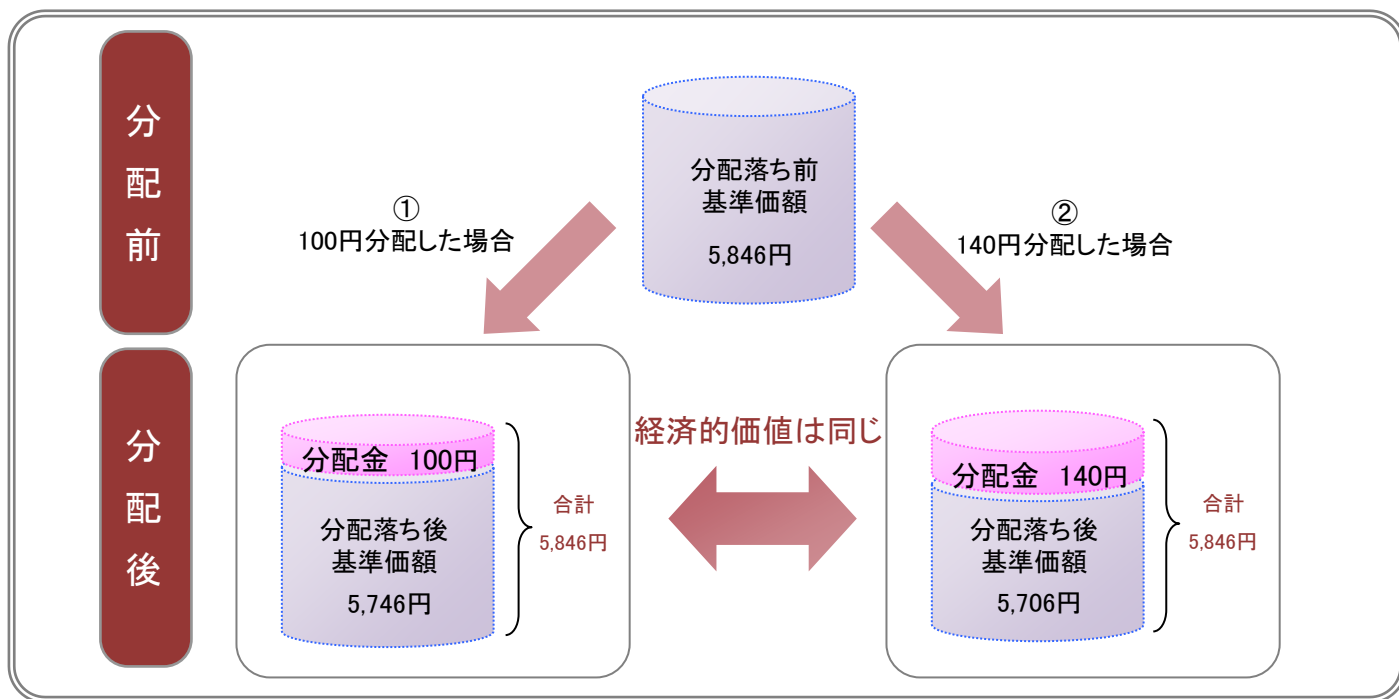 分配前
分配落ち前
基準価額
5,846円
①
100円分配した場合
②
140円分配した場合
分配後
分配金 100円
分配落ち後
基準価額
5,746円
合計
5,846円
経済的価値は同じ
分配金 140円
分配落ち後
基準価額
5,706円
合計
5,846円